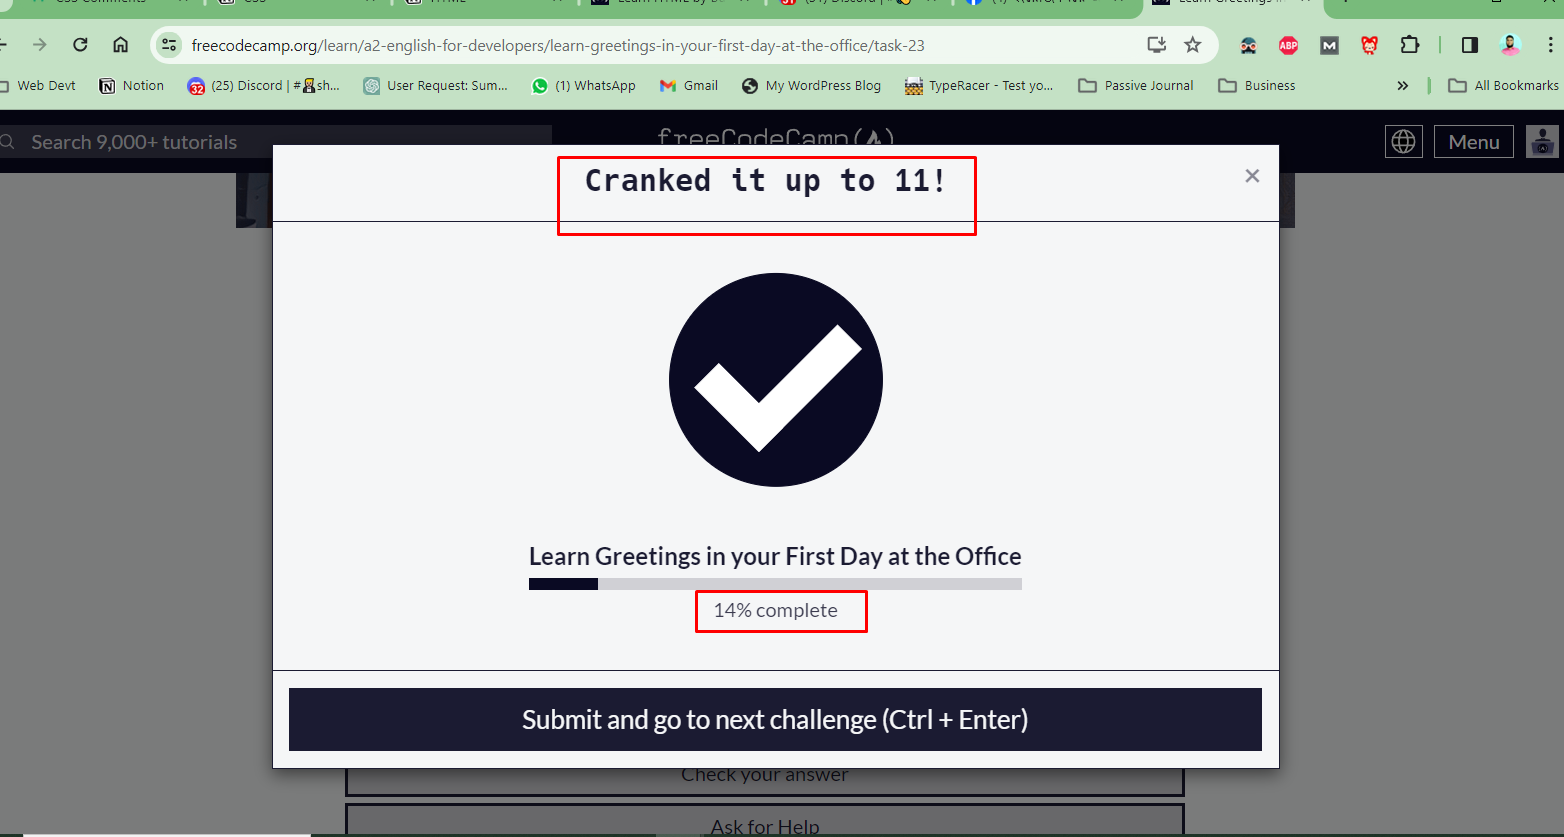 freecodecamp.org/learn/a2-english-for-developers/learn-greetings-in-your-first-day-at-the-office/task-23
ABP
M
Web Devt
Notion
32
(25) Discord | #
sh...
User Request: Sum...
(1) WhatsApp
Gmail
My WordPress Blog
TypeRacer - Test yo...
Passive Journal
Business
»
All Bookmarks
Search 9,000+ tutorials
freeCodeCamp
Menu
Cranked it up to 11!
×
Learn Greetings in your First Day at the Office
14% complete
Submit and go to next challenge (Ctrl + Enter)
Check your answer
Ask for Help